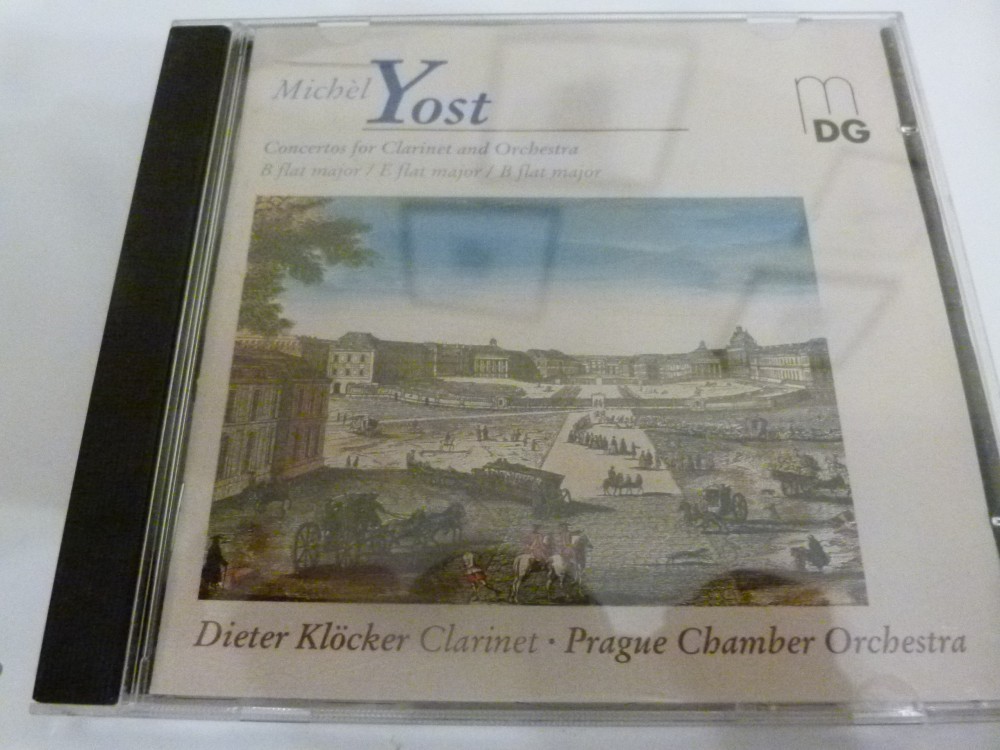 Michèl Yost
Concertos for Clarinet and Orchestra
B flat major / E flat major / B flat major
m
DG
Dieter Klöcker Clarinet · Prague Chamber Orchestra